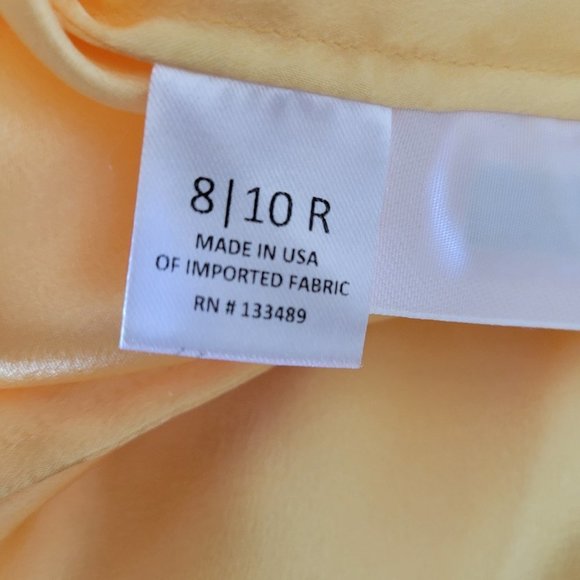 8|10 R
MADE IN USA
OF IMPORTED FABRIC
RN # 133489